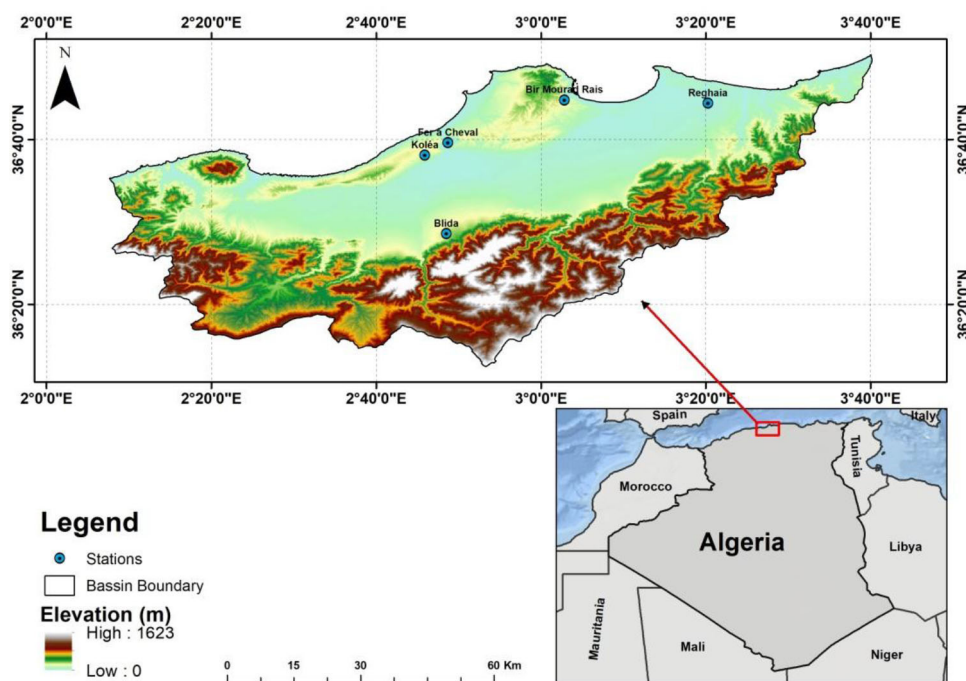 2°0'0"E
2°20'0"E
2°40'0"E
3°0'0"E
3°20'0"E
3°40'0"E
N
Bir Mourad Rais
Reghaia
36°40'0"N
36°40'0"N
Fer à Cheval
Koléa
Blida
36°20'0"N
36°20'0"N
2°0'0"E
2°20'0"E
2°40'0"E
3°0'0"E
3°20'0"E
3°40'0"E
Spain
Italy
Tunisia
Morocco
Algeria
Libya
Mauritania
Mali
Niger
Legend
Stations
Bassin Boundary
Elevation (m)
High : 1623
Low : 0
0 15 30 60 Km